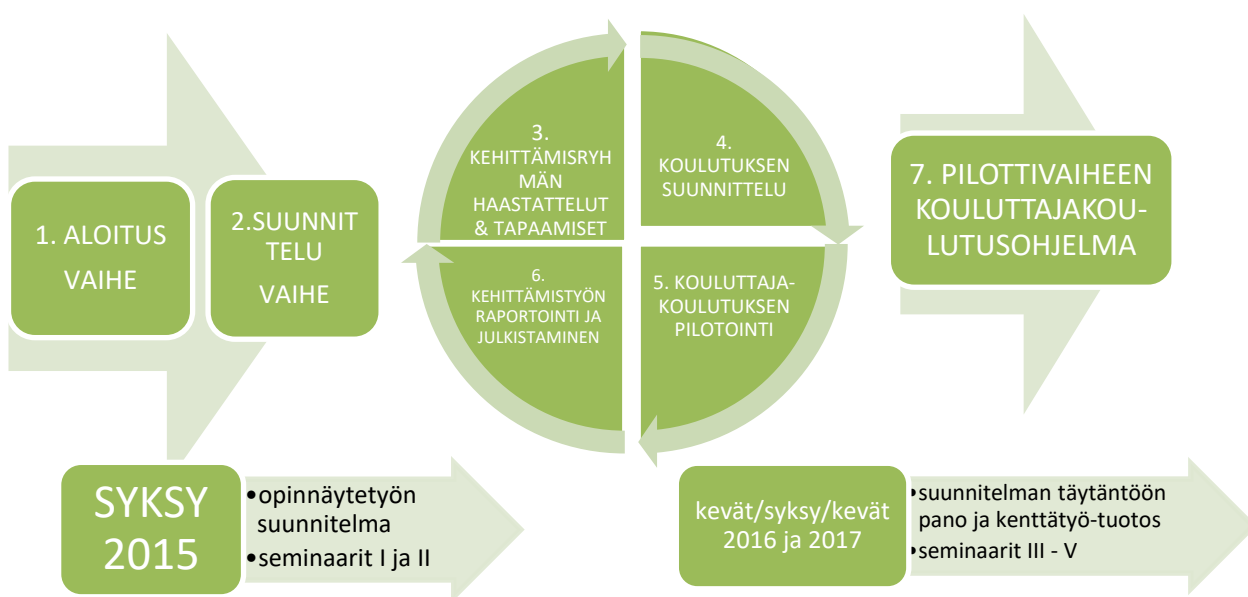 1. ALOITUS
VAIHE
2.SUUNNIT
TELU
VAIHE
3.
KEHITTÄMISRYH
MÄN
HAASTATTELUT
& TAPAAMISET
4.
KOULUTUKSEN
SUUNNITTELU
5. KOULUTTAJA-
KOULUTUKSEN
PILOTOINTI
6.
KEHITTÄMISTYÖN
RAPORTOINTI JA
JULKISTAMINEN
7. PILOTTIVAIHEEN
KOULUTTAJAKOU-
LUTUSOHJELMA
SYKSY
2015
•opinnäytetyön
suunnitelma
•seminaarit I ja II
kevät/syksy/kevät
2016 ja 2017
•suunnitelman täytäntöön
pano ja kenttätyö-tuotos
•seminaarit III - V